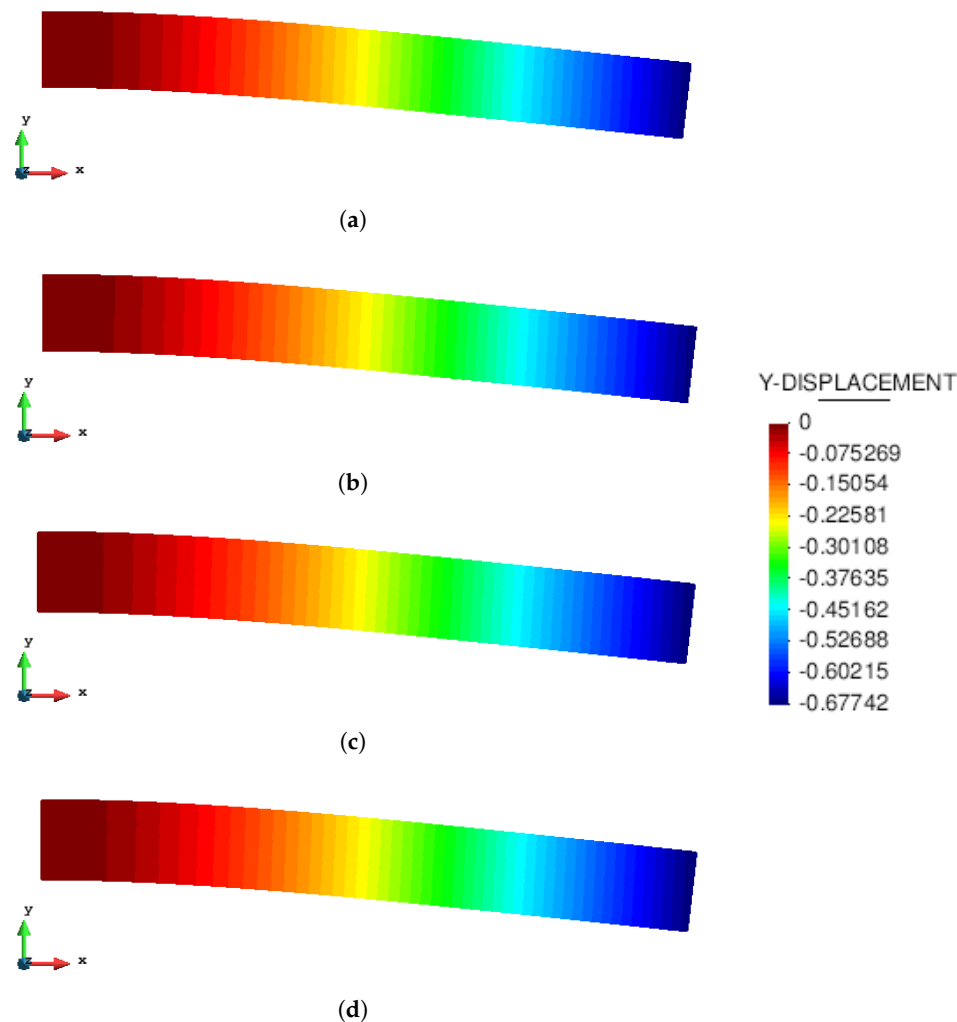 y
z
x
(a)
y
z
x
(b)
Y-DISPLACEMENT
0
-0.075269
-0.15054
-0.22581
-0.30108
-0.37635
-0.45162
-0.52688
-0.60215
-0.67742
y
z
x
(c)
y
z
x
(d)